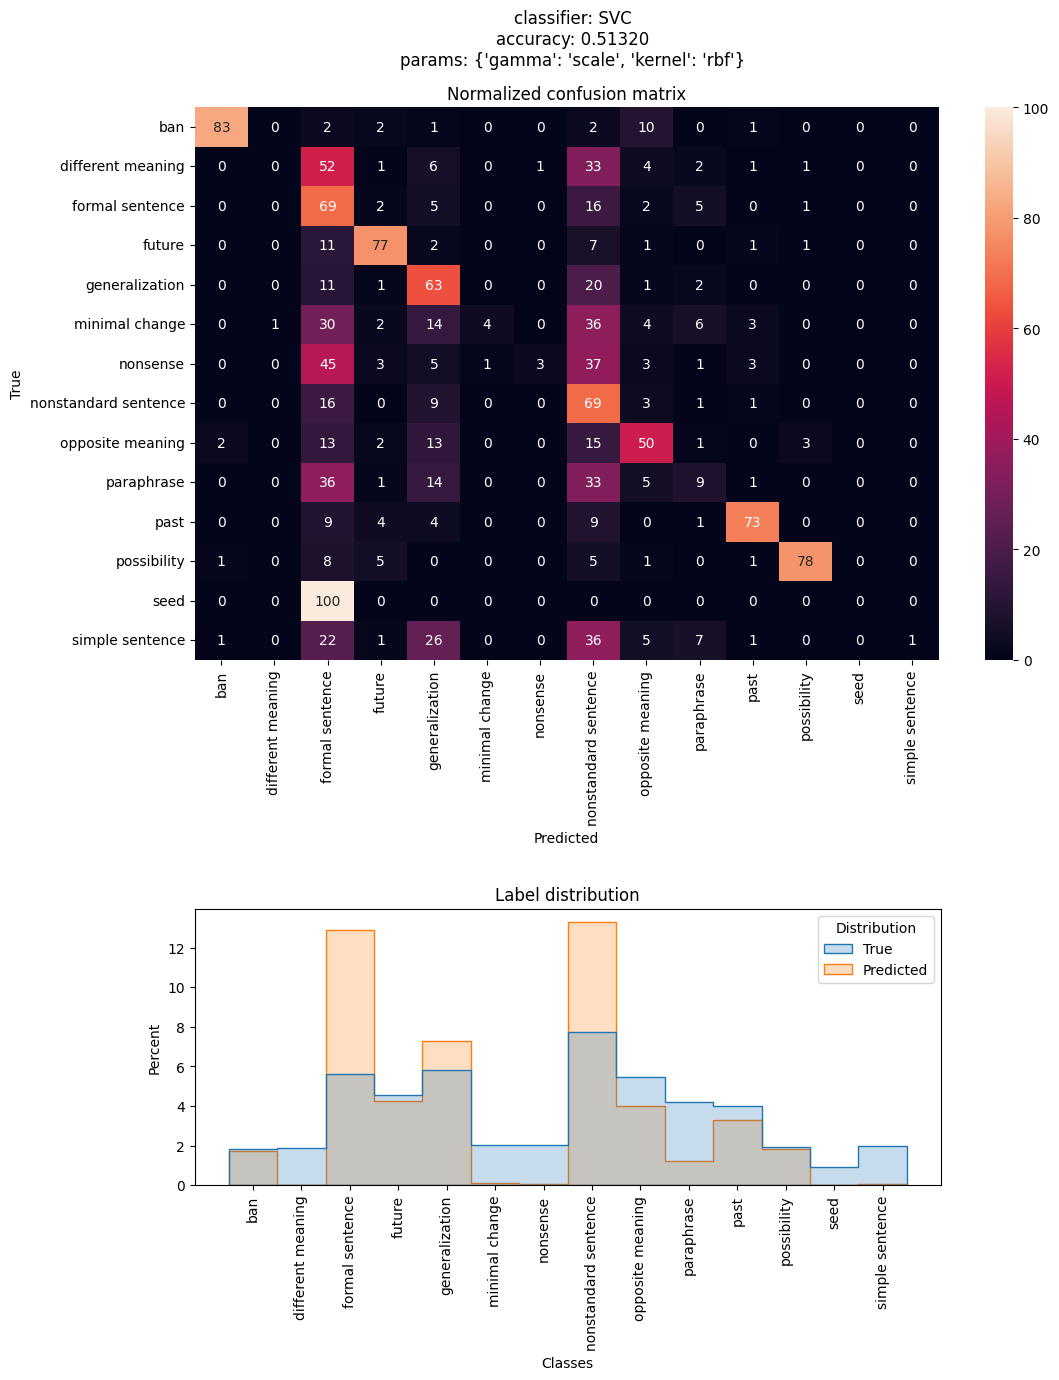 classifier: SVC
accuracy: 0.51320
params: {'gamma': 'scale', 'kernel': 'rbf'}
Normalized confusion matrix
ban 83 0 2 2 1 0 0 2 10 0 1 0 0 0
different meaning 0 0 52 1 6 0 1 33 4 2 1 1 0 0
formal sentence 0 0 69 2 5 0 0 16 2 5 0 1 0 0
future 0 0 11 77 2 0 0 7 1 0 1 1 0 0
generalization 0 0 11 1 63 0 0 20 1 2 0 0 0 0
minimal change 0 1 30 2 14 4 0 36 4 6 3 0 0 0
nonsense 0 0 45 3 5 1 3 37 3 1 3 0 0 0
nonstandard sentence 0 0 16 0 9 0 0 69 3 1 1 0 0 0
opposite meaning 2 0 13 2 13 0 0 15 50 1 0 3 0 0
paraphrase 0 0 36 1 14 0 0 33 5 9 1 0 0 0
past 0 0 9 4 4 0 0 9 0 1 73 0 0 0
possibility 1 0 8 5 0 0 0 5 1 0 1 78 0 0
seed 0 0 100 0 0 0 0 0 0 0 0 0 0 0
simple sentence 1 0 22 1 26 0 0 36 5 7 1 0 0 1
True
ban
different meaning
formal sentence
future
generalization
minimal change
nonsense
nonstandard sentence
opposite meaning
paraphrase
past
possibility
seed
simple sentence
Predicted
100
80
60
40
20
0
Label distribution
Distribution
True
Predicted
12
10
8
6
4
2
0
Percent
ban
different meaning
formal sentence
future
generalization
minimal change
nonsense
nonstandard sentence
opposite meaning
paraphrase
past
possibility
seed
simple sentence
Classes